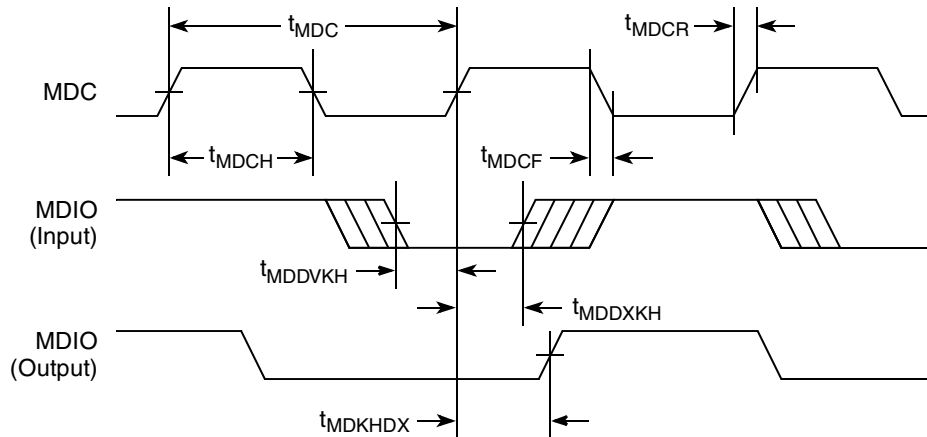 tMDC
tMDCR
MDC
tMDCH
tMDCF
MDIO
(Input)
tMDDVKH
tMDDXKH
MDIO
(Output)
tMDKHDX